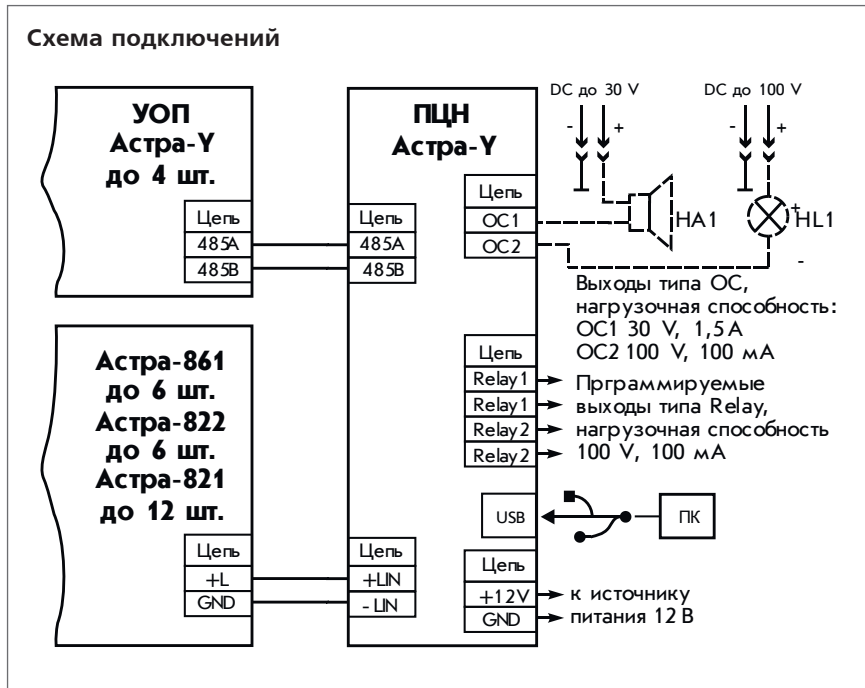 Схема подключений
УОП
Астра-Y
до 4 шт.
Цепь
485A
485B
Астра-861
до 6 шт.
Астра-822
до 6 шт.
Астра-821
до 12 шт.
Цепь
+L
GND
ПЦН
Астра-Y
Цепь
485A
485B
Цепь
+LIN
- LIN
Цепь
OC1
OC2
Цепь
Relay1
Relay1
Relay2
Relay2
USB
Цепь
+12V
GND
DC до 30 V
- +
DC до 100 V
- +
HA1
+
HL1
-
Выходы типа ОС,
нагрузочная способность:
ОС1 30 V, 1,5 А
ОС2 100 V, 100 мА
Прграммируемые
выходы типа Relay,
нагрузочная способность
100 V, 100 мА
ПК
к источнику
питания 12 В